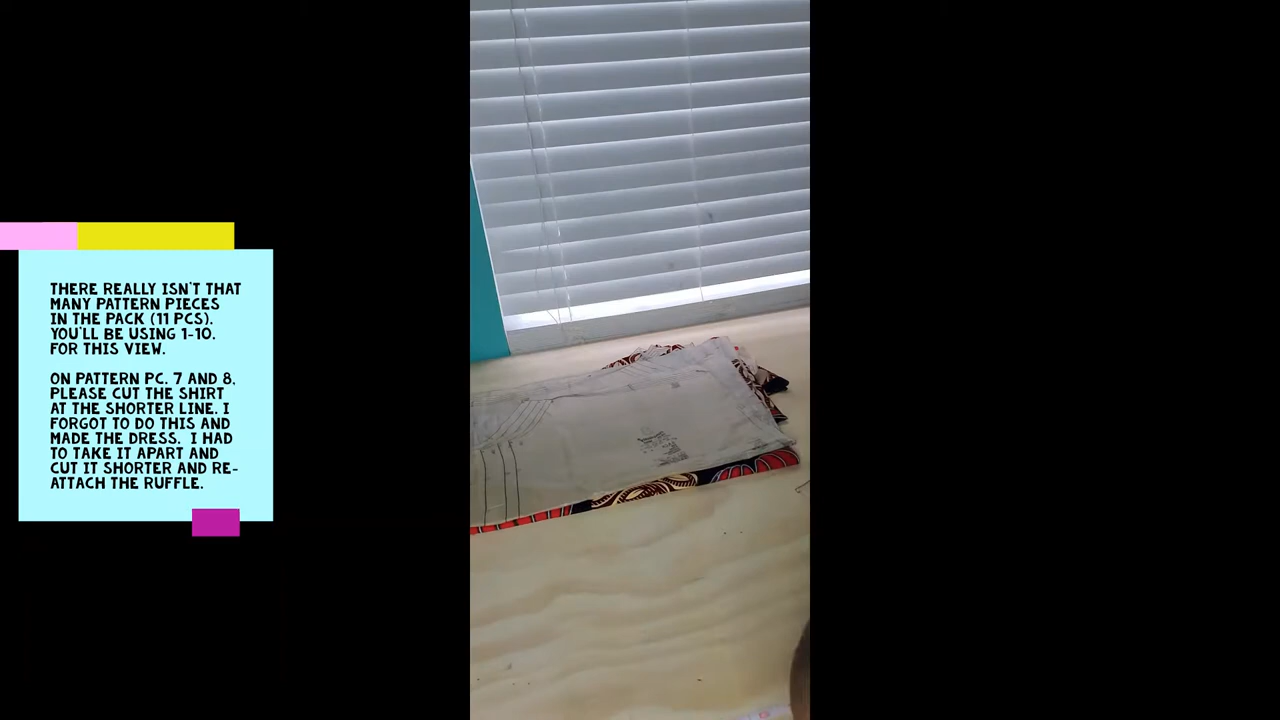 THERE REALLY ISN'T THAT
MANY PATTERN PIECES
IN THE PACK (11 PCS).
YOU'LL BE USING 1-10.
FOR THIS VIEW.
ON PATTERN PC. 7 AND 8,
PLEASE CUT THE SHIRT
AT THE SHORTER LINE. I
FORGOT TO DO THIS AND
MADE THE DRESS. I HAD
TO TAKE IT APART AND
CUT IT SHORTER AND RE-
ATTACH THE RUFFLE.